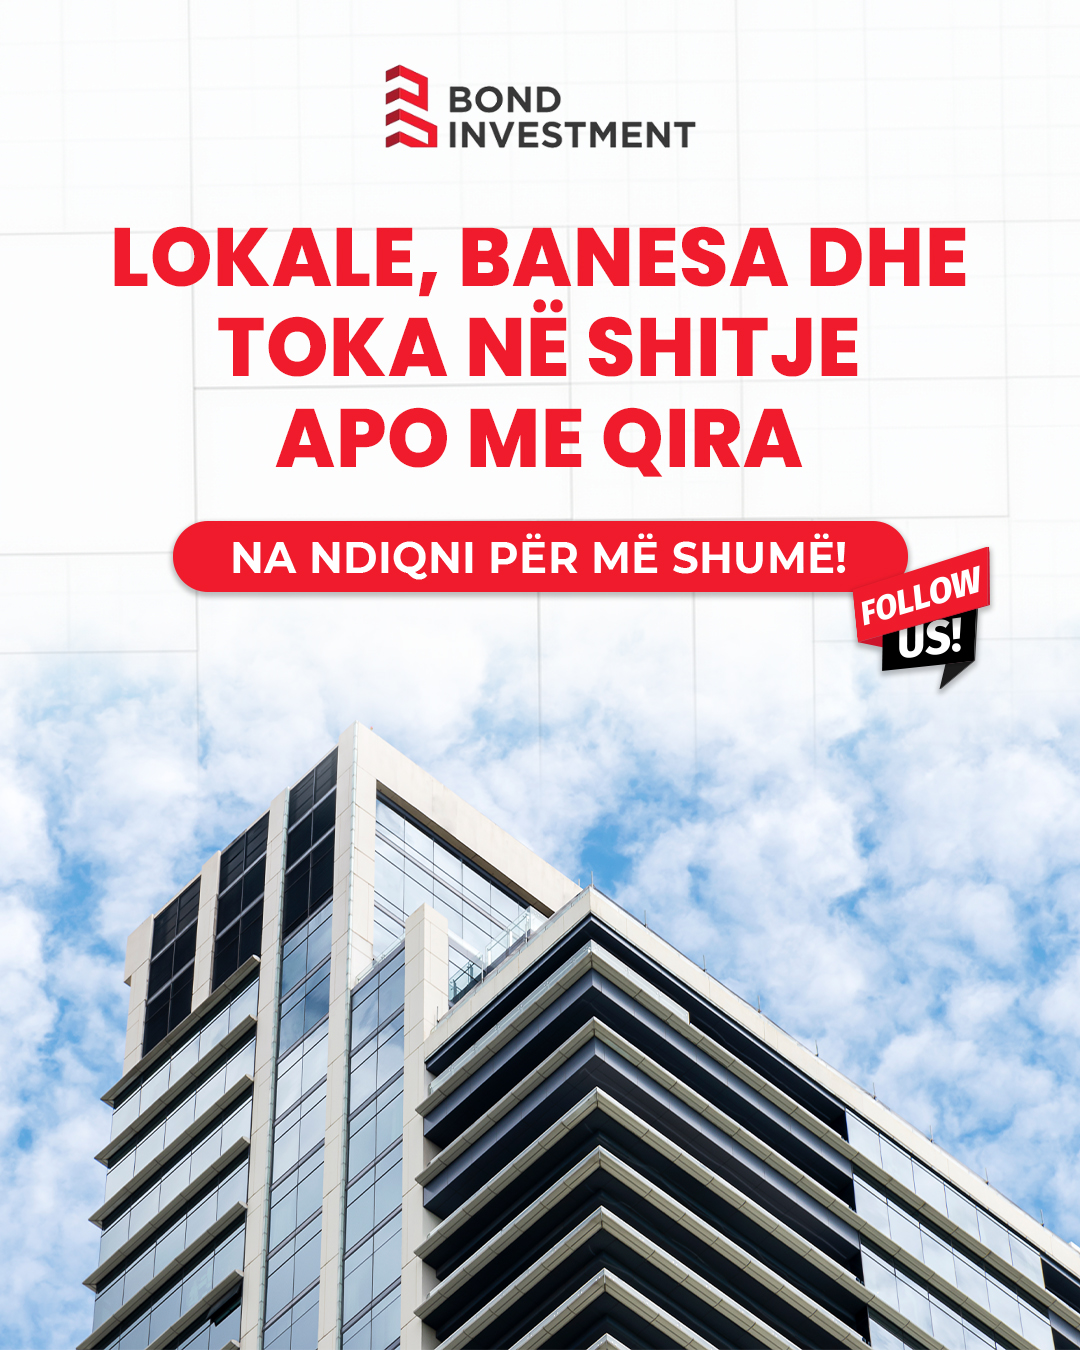 BOND
INVESTMENT
LOKALE, BANESA DHE
TOKA NË SHITJE
APO ME QIRA
NA NDIQNI PËR MË SHUMË!
FOLLOW
US!